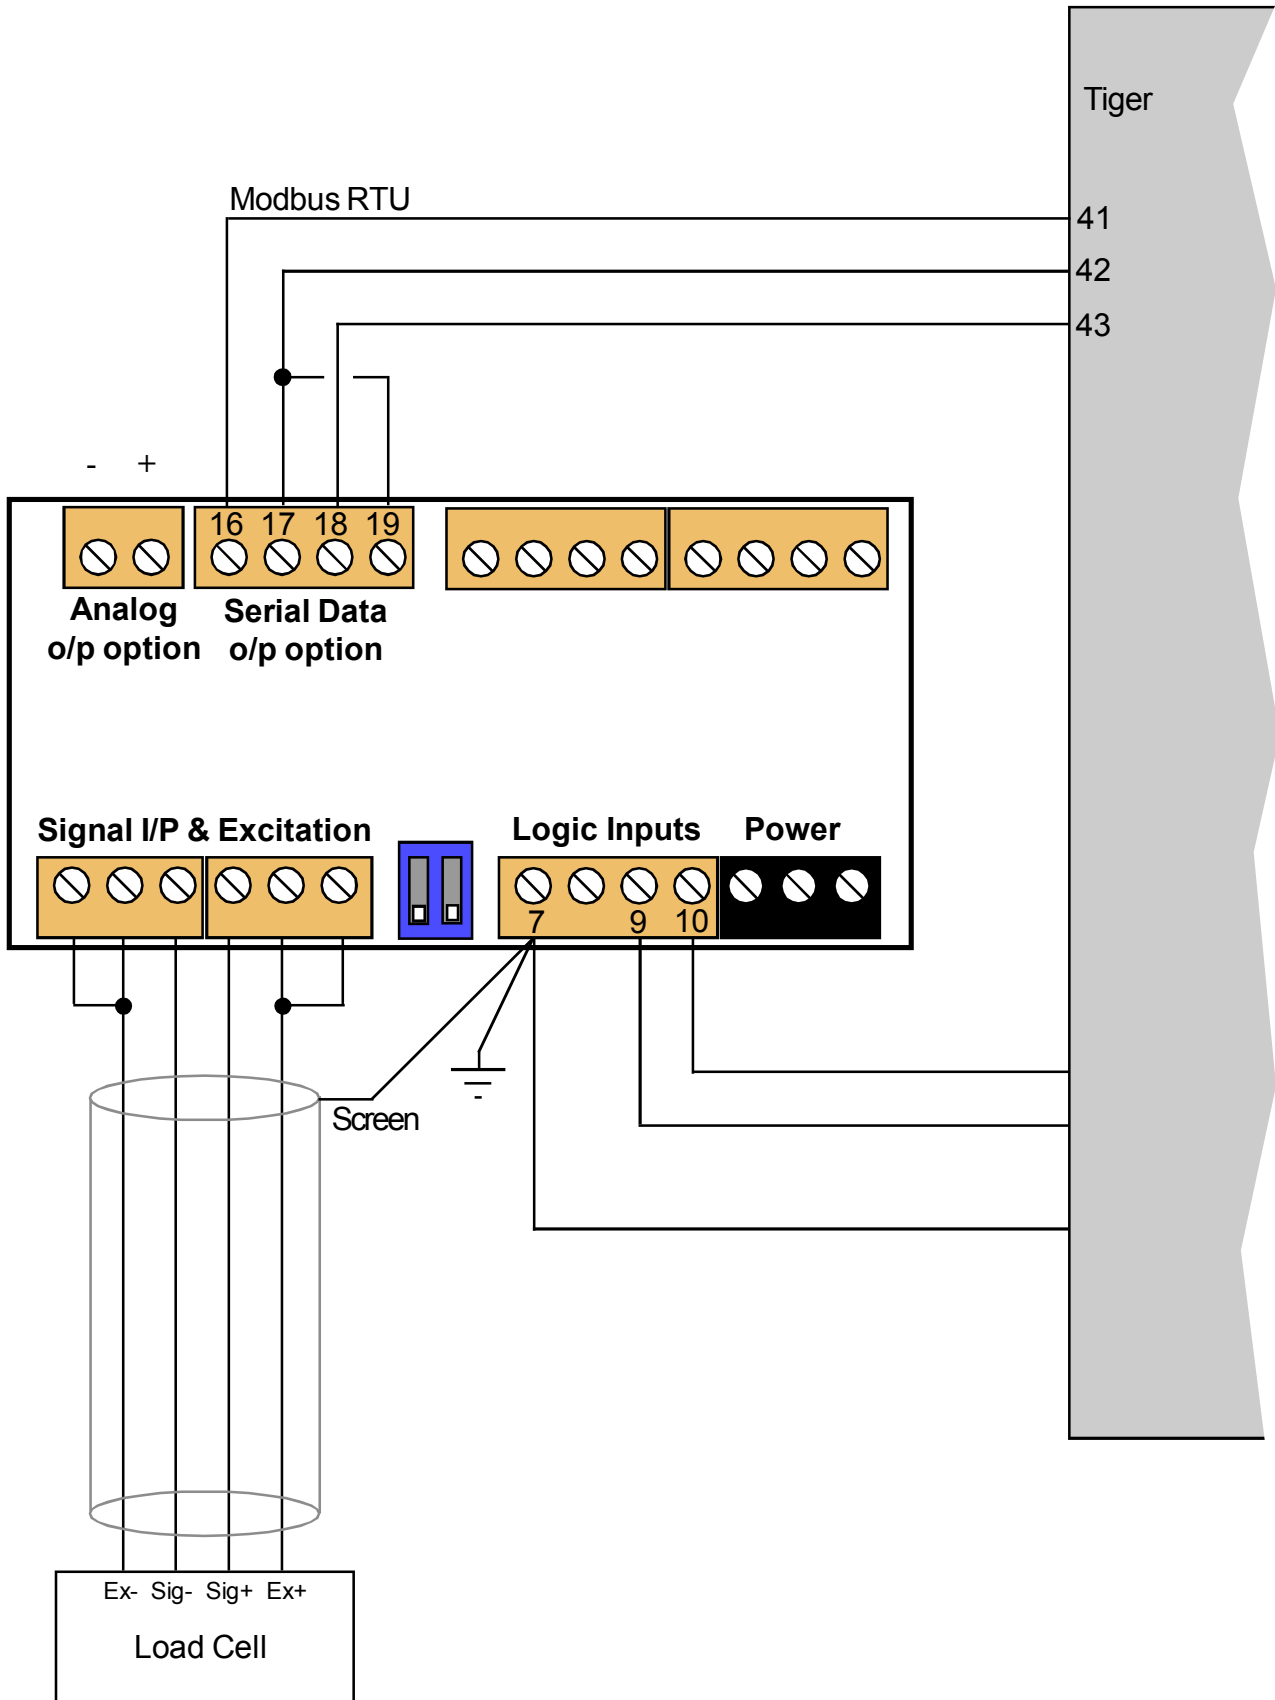 Tiger
Modbus RTU
41
42
43
- +
16 17 18 19
Analog
o/p option
Serial Data
o/p option
Signal I/P & Excitation
Logic Inputs
Power
7 9 10
Screen
Ex- Sig- Sig+ Ex+
Load Cell